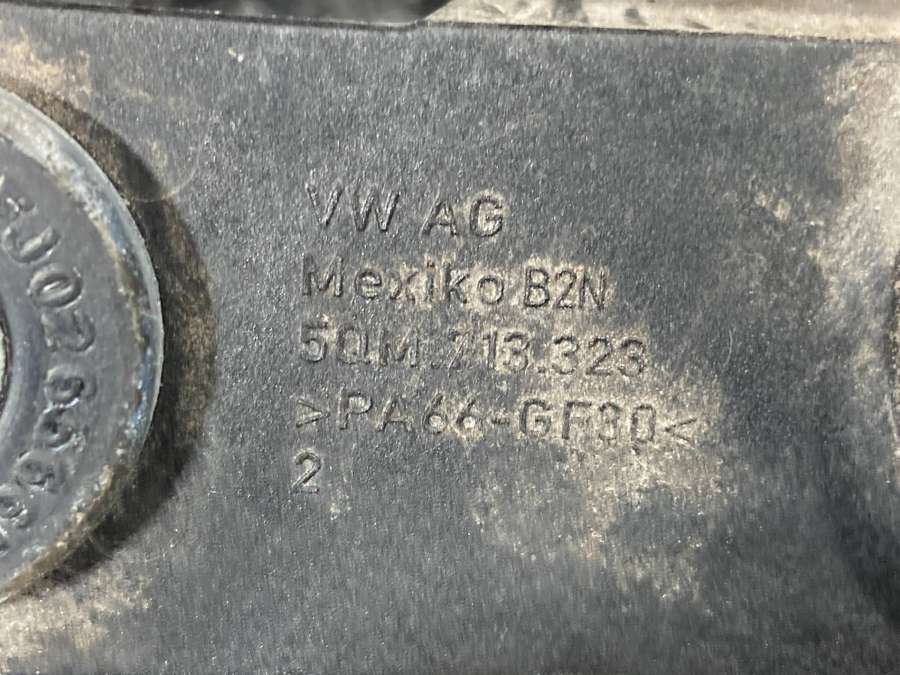 VW AG
Mexiko B2N
5QM.713.323
>PA66-GF30<
2